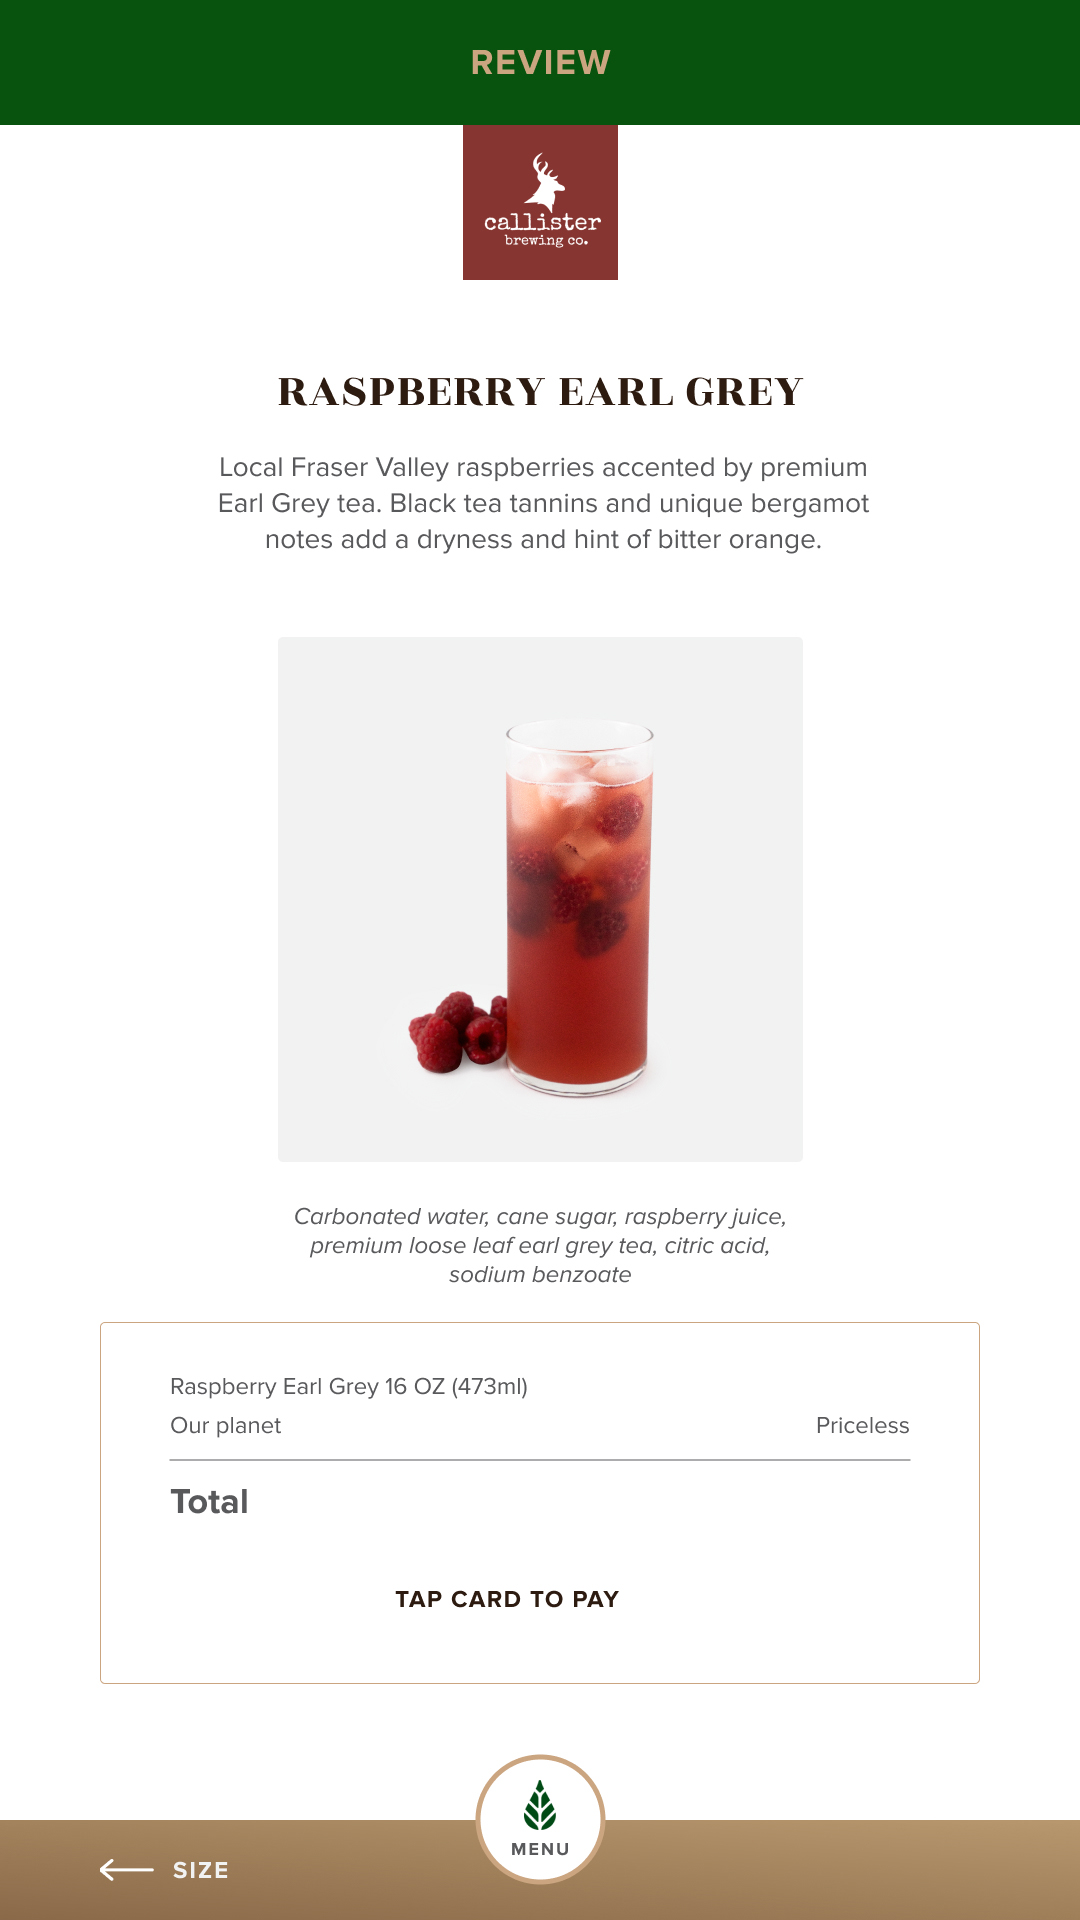 REVIEW
callister
brewing co.
RASPBERRY EARL GREY
Local Fraser Valley raspberries accented by premium
Earl Grey tea. Black tea tannins and unique bergamot
notes add a dryness and hint of bitter orange.
Carbonated water, cane sugar, raspberry juice,
premium loose leaf earl grey tea, citric acid,
sodium benzoate
Raspberry Earl Grey 16 OZ (473ml)
Our planet Priceless
Total
TAP CARD TO PAY
MENU
SIZE